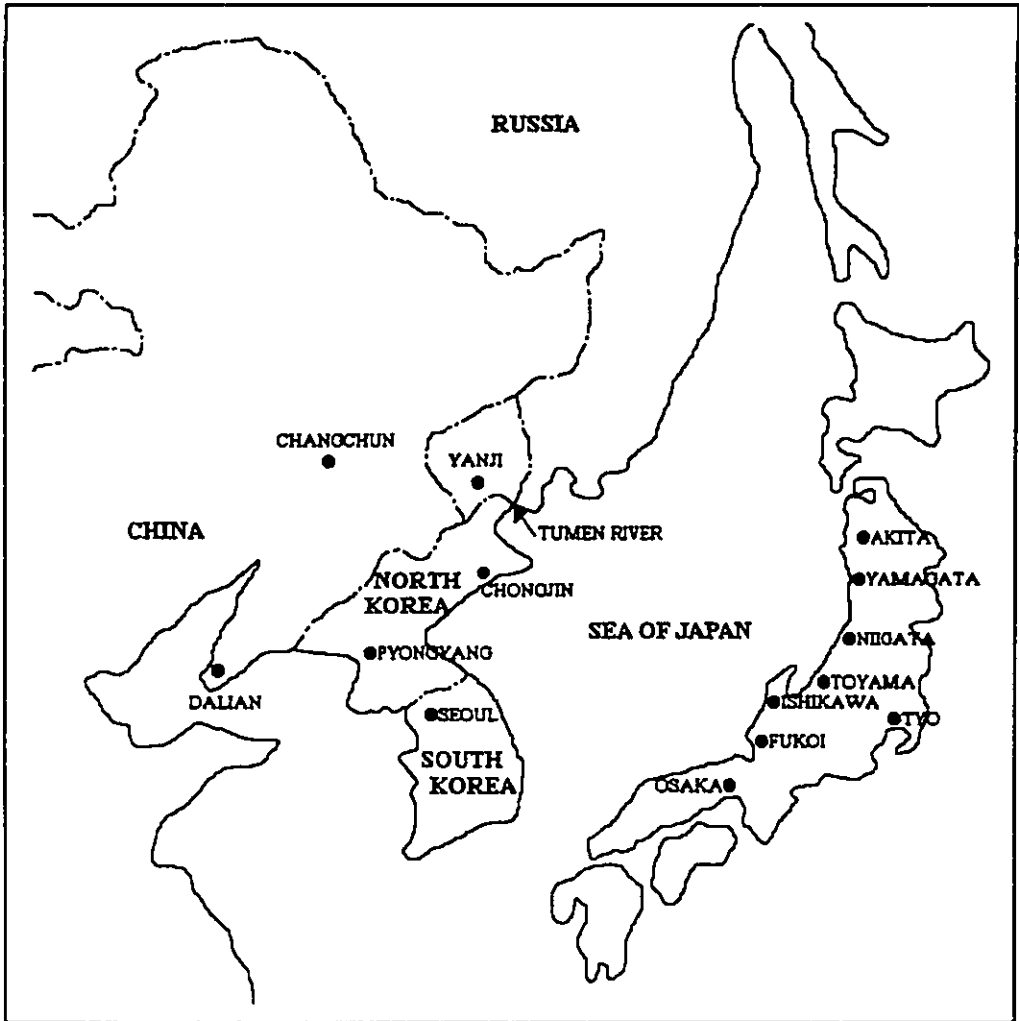 RUSSIA
CHANGCHUN
YANJI
CHINA
TUMEN RIVER
AKITA
NORTH
KOREA
CHONGJIN
YAMAGATA
SEA OF JAPAN
NIIGATA
PYONGYANG
DALIAN
TOYAMA
ISHIKAWA
SEOUL
TYO
FUKOI
SOUTH
KOREA
OSAKA